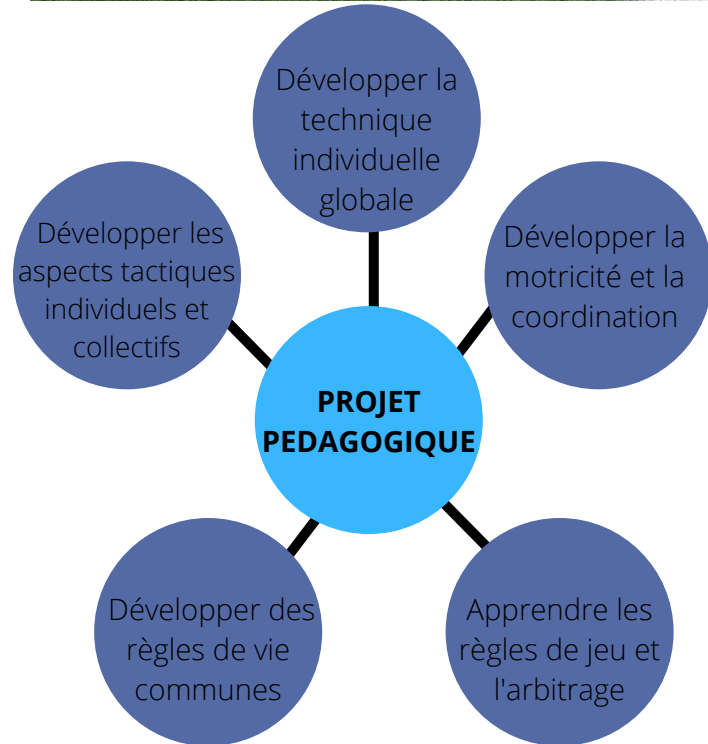 Développer la
technique
individuelle
globale
Développer les
aspects tactiques
individuels et
collectifs
Développer la
motricité et la
coordination
PROJET
PEDAGOGIQUE
Développer des
règles de vie
communes
Apprendre les
règles de jeu et
l'arbitrage